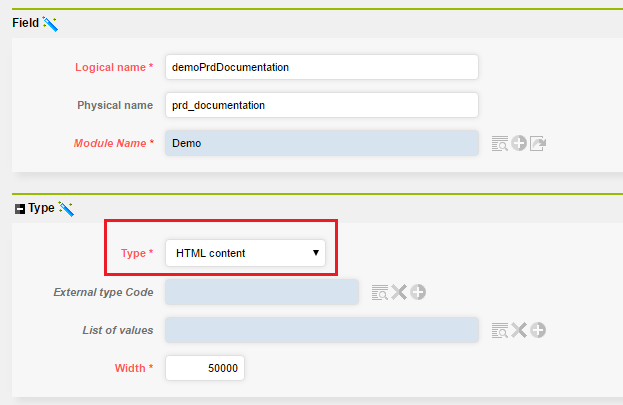 Field
Logical name * demoPrdDocumentation
Physical name prd_documentation
Module Name * Demo
Type
Type * HTML content
External type Code
List of values
Width * 50000